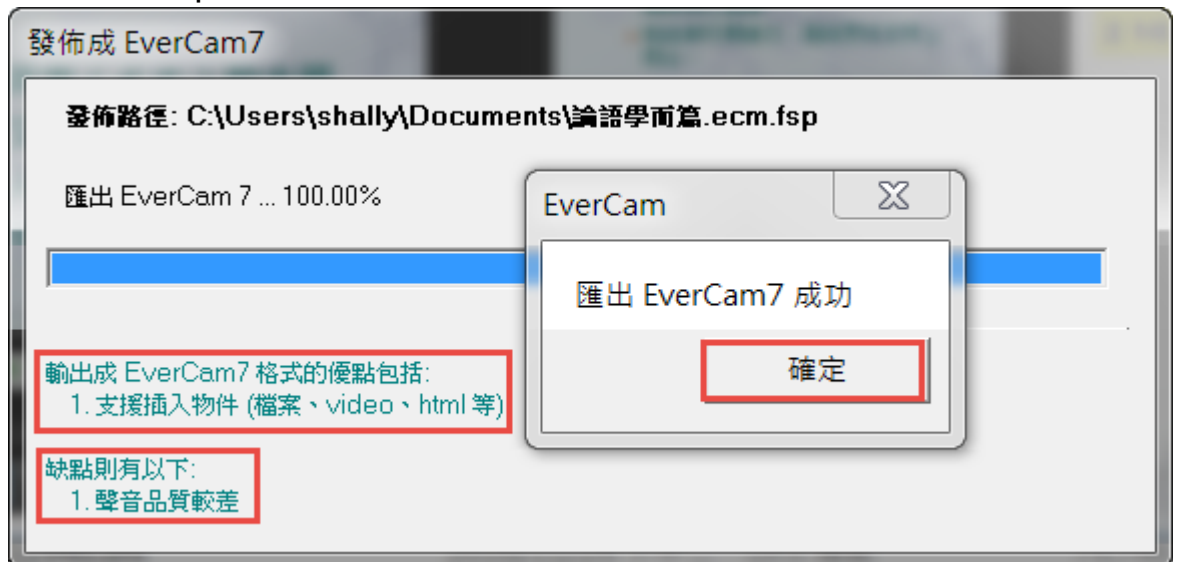 發佈成 EverCam7
發佈路徑: C:\Users\shally\Documents\論語學而篇.ecm.fsp
匯出 EverCam 7 ... 100.00%
EverCam
匯出 EverCam7 成功
確定
輸出成 EverCam7 格式的優點包括:
1. 支援插入物件 (檔案、video、html 等)
缺點則有以下:
1. 聲音品質較差